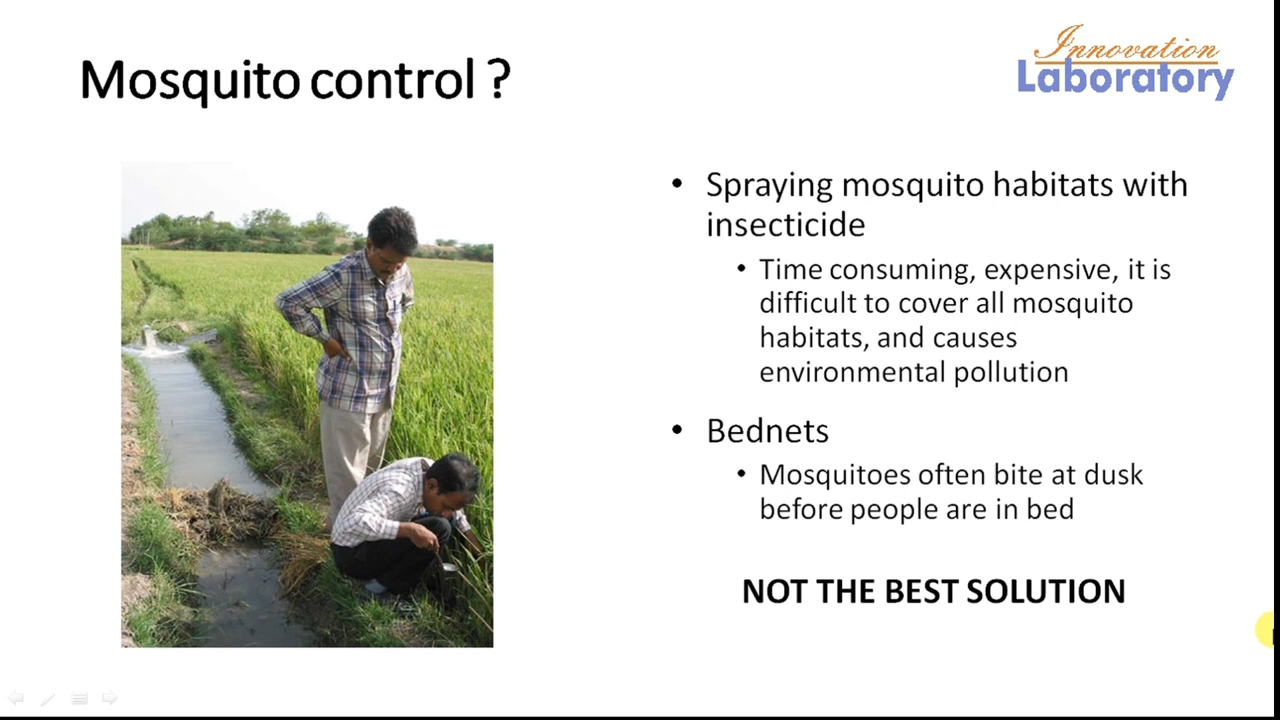 Innovation
Laboratory
Mosquito control ?
• Spraying mosquito habitats with
insecticide
• Time consuming, expensive, it is
difficult to cover all mosquito
habitats, and causes
environmental pollution
• Bednets
• Mosquitoes often bite at dusk
before people are in bed
NOT THE BEST SOLUTION